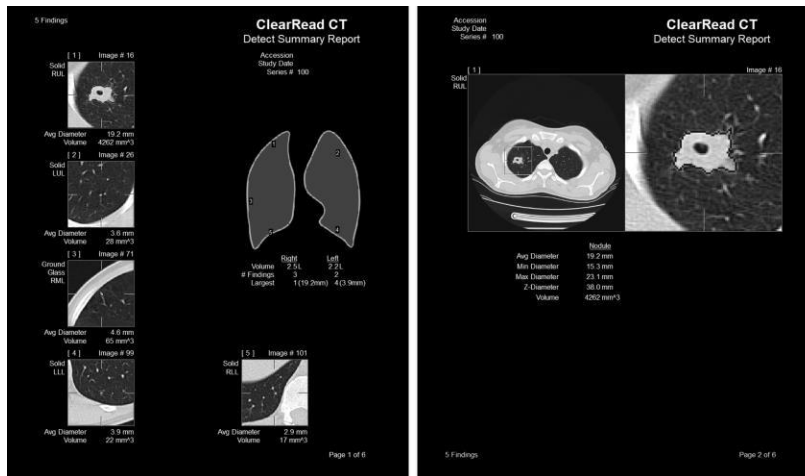 5 Findings
ClearRead CT
Detect Summary Report
Accession
Study Date
Series # 100
[ 1 ] Image # 16
Solid
RUL
Avg Diameter 19.2 mm
Volume 4262 mm^3
[ 2 ] Image # 26
Solid
LUL
Avg Diameter 3.6 mm
Volume 28 mm^3
[ 3 ] Image # 71
Ground
Glass
RML
Avg Diameter 4.6 mm
Volume 65 mm^3
[ 4 ] Image # 99
Solid
LLL
Avg Diameter 3.9 mm
Volume 22 mm^3
1
2
3
4
5
Right Left
Volume 2.5 L 2.2 L
# Findings 3 2
Largest 1 (19.2mm) 4 (3.9mm)
[ 5 ] Image # 101
Solid
RLL
Avg Diameter 2.9 mm
Volume 17 mm^3
Page 1 of 6
Accession
Study Date
Series # 100
ClearRead CT
Detect Summary Report
[ 1 ] Image # 16
Solid
RUL
Nodule
Avg Diameter 19.2 mm
Min Diameter 15.3 mm
Max Diameter 23.1 mm
Z-Diameter 38.0 mm
Volume 4262 mm^3
5 Findings
Page 2 of 6